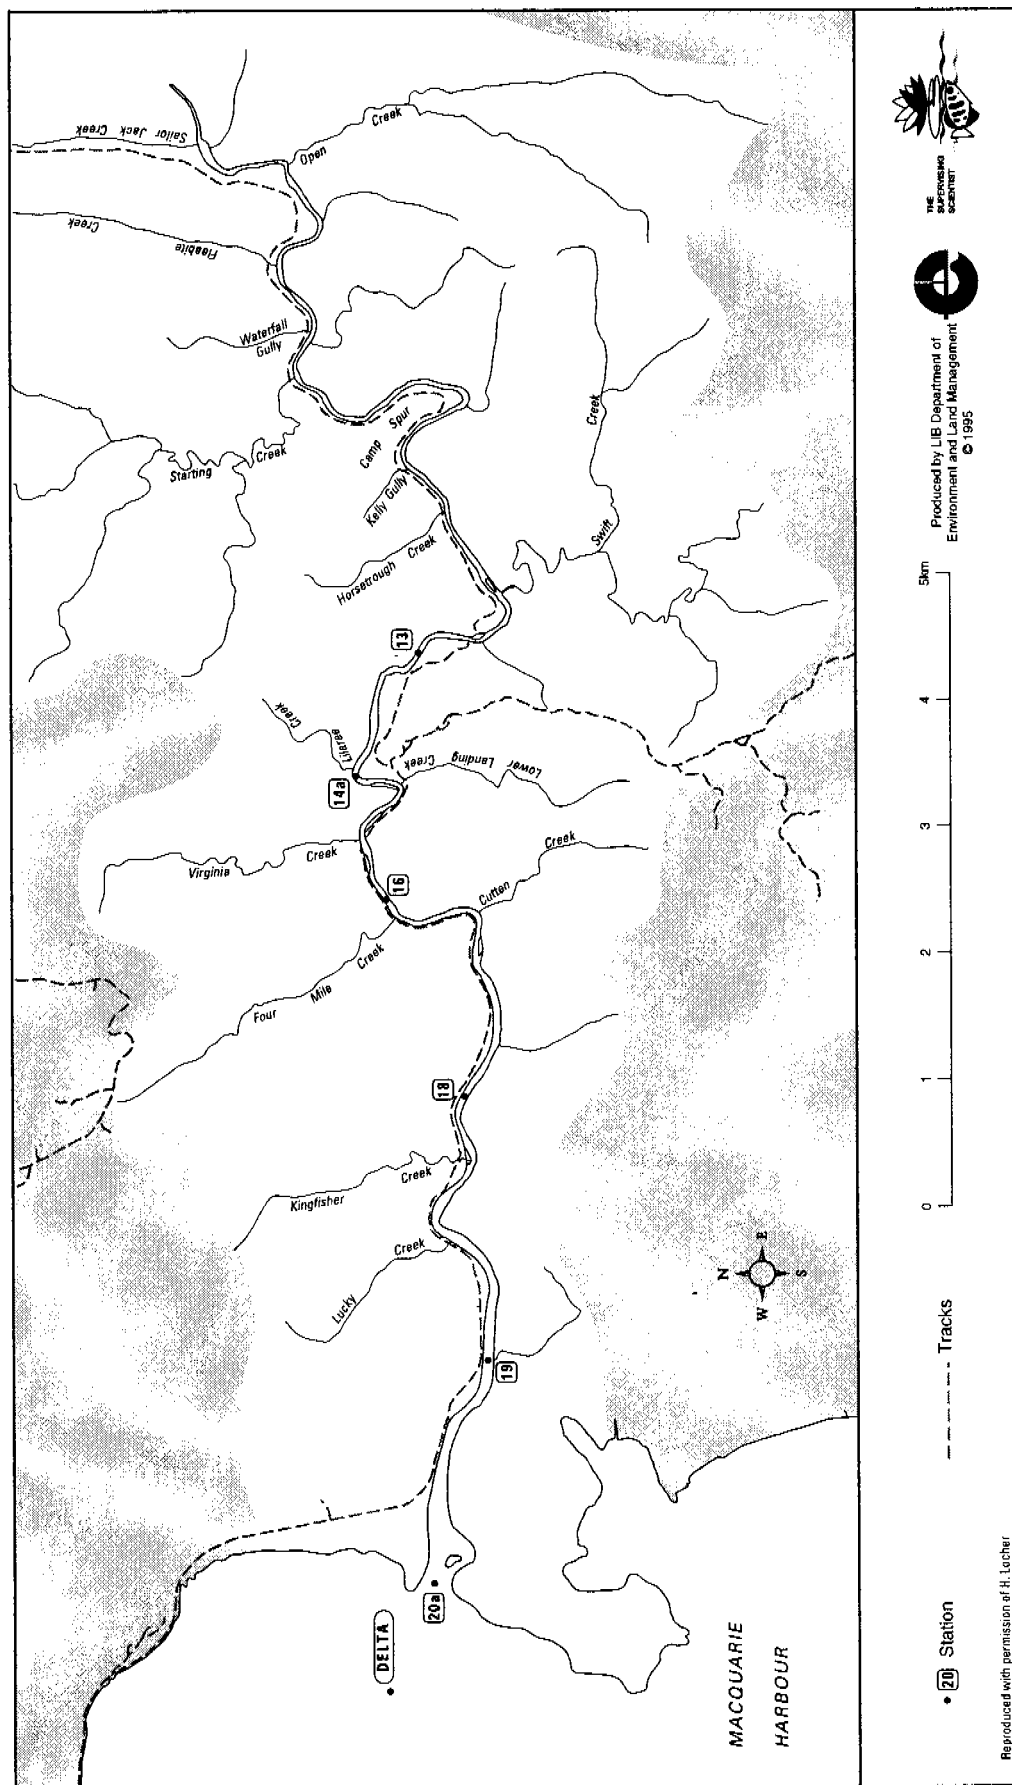 Sailor Jack Creek
Open
Creek
Fleabite
Creek
Waterfall
Gully
Starting
Creek
Camp Spur
Kelly Gully
Horsetrough Creek
Swift
Creek
13
Lilaree
Creek
14a
Lower Landing
Creek
Virginia
Creek
16
Cutten
Creek
Four Mile Creek
18
Kingfisher
Creek
Lucky
Creek
19
20a
DELTA
MACQUARIE
HARBOUR
N
E
S
W
20 Station
Tracks
0 1 2 3 4 5km
Produced by LIB Department of
Environment and Land Management
© 1995
THE
SUPERVISING
SCIENTIST
Reproduced with permission of H. Locher